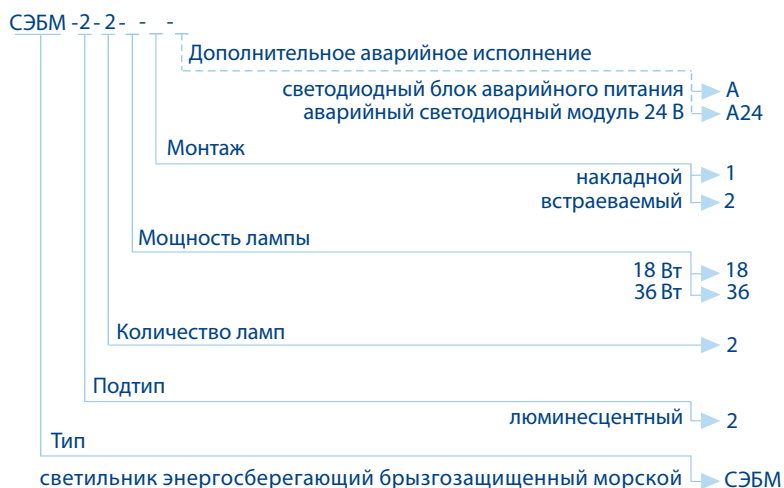 СЭБМ -2- 2- - -
Дополнительное аварийное исполнение
светодиодный блок аварийного питания А
аварийный светодиодный модуль 24 В А24
Монтаж
накладной 1
встраеваемый 2
Мощность лампы
18 Вт 18
36 Вт 36
Количество ламп
2
Подтип
люминесцентный 2
Тип
светильник энергосберегающий брызгозащищенный морской СЭБМ